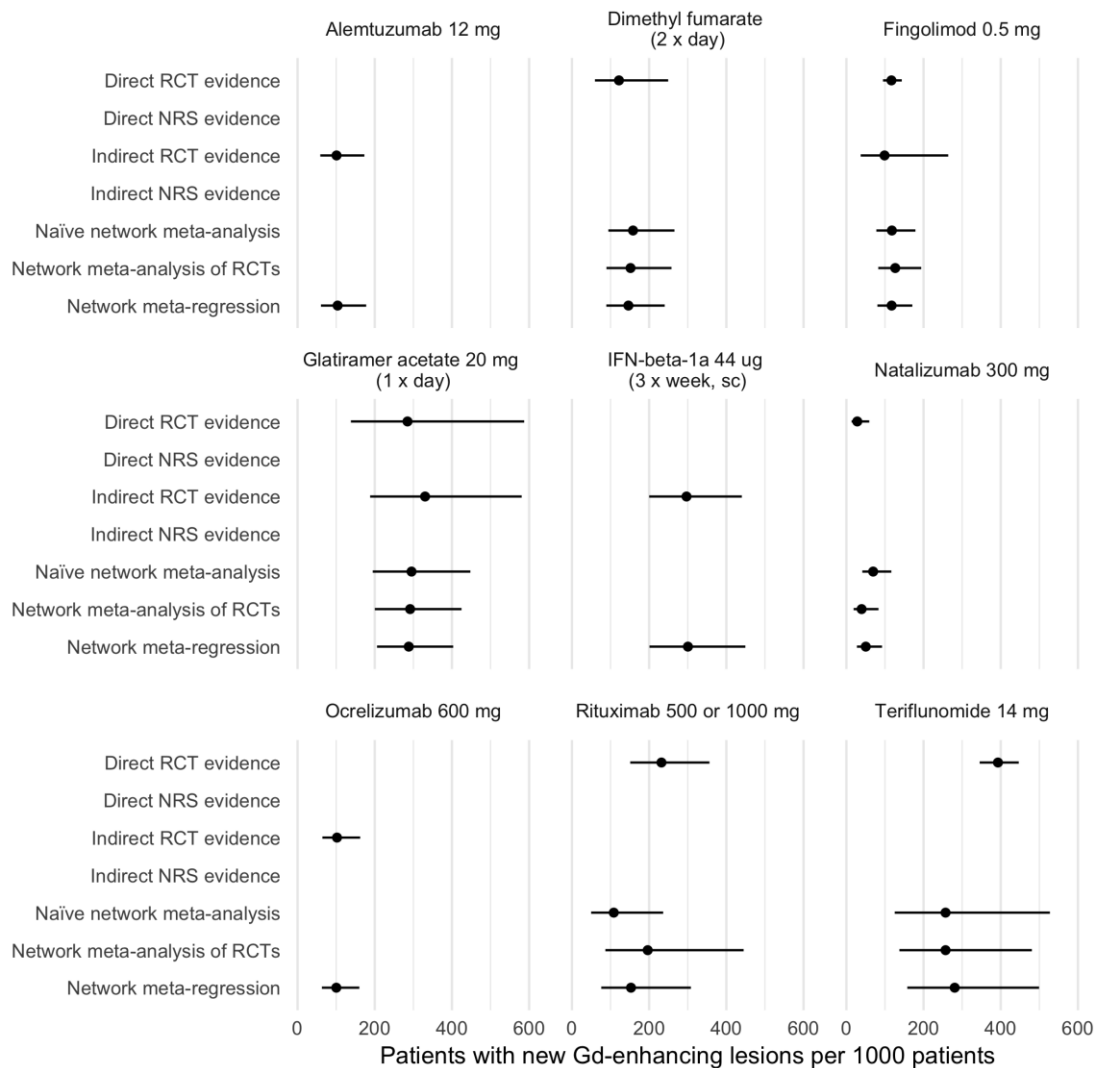 Alemtuzumab 12 mg
Dimethyl fumarate
(2 x day)
Fingolimod 0.5 mg
Direct RCT evidence
Direct NRS evidence
Indirect RCT evidence
Indirect NRS evidence
Naïve network meta-analysis
Network meta-analysis of RCTs
Network meta-regression
Glatiramer acetate 20 mg
(1 x day)
IFN-beta-1a 44 ug
(3 x week, sc)
Natalizumab 300 mg
Direct RCT evidence
Direct NRS evidence
Indirect RCT evidence
Indirect NRS evidence
Naïve network meta-analysis
Network meta-analysis of RCTs
Network meta-regression
Ocrelizumab 600 mg
Rituximab 500 or 1000 mg
Teriflunomide 14 mg
Direct RCT evidence
Direct NRS evidence
Indirect RCT evidence
Indirect NRS evidence
Naïve network meta-analysis
Network meta-analysis of RCTs
Network meta-regression
0 200 400 600 0 200 400 600 0 200 400 600
Patients with new Gd-enhancing lesions per 1000 patients